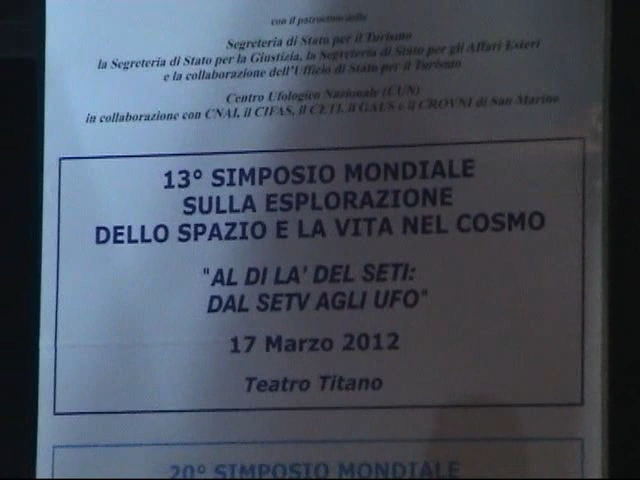 con il patrocinio della
Segreteria di Stato per il Turismo
la Segreteria di Stato per la Giustizia, la Segreteria di Stato per gli Affari Esteri
e la collaborazione dell'Ufficio di Stato per il Turismo
Centro Ufologico Nazionale (CUN)
in collaborazione con CNAI, il CIFAS, il CETI, il GAUS e il CROVNI di San Marino
13° SIMPOSIO MONDIALE
SULLA ESPLORAZIONE
DELLO SPAZIO E LA VITA NEL COSMO
"AL DI LA' DEL SETI:
DAL SETV AGLI UFO"
17 Marzo 2012
Teatro Titano
20° SIMPOSIO MONDIALE